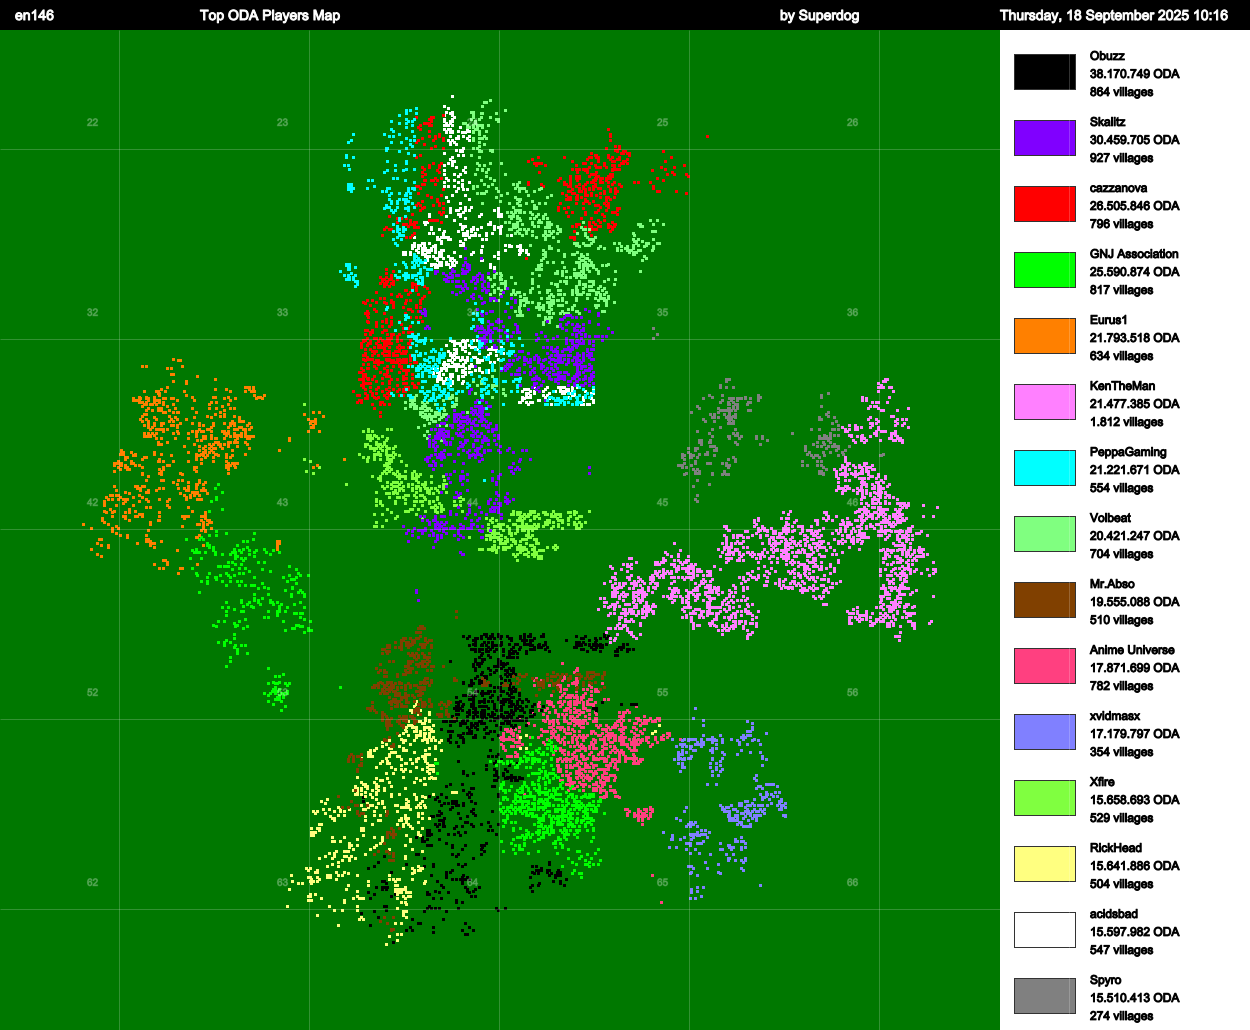 en146 Top ODA Players Map by Superdog Thursday, 18 September 2025 10:16
22 23 25 26
32 33 34 35 36
42 43 44 45 46
52 54 55 56
62 63 64 65 66
Obuzz
38.170.749 ODA
864 villages
Skalitz
30.459.705 ODA
927 villages
cazzanova
26.505.846 ODA
796 villages
GNJ Association
25.590.874 ODA
817 villages
Eurus1
21.793.518 ODA
634 villages
KenTheMan
21.477.385 ODA
1.812 villages
PeppaGaming
21.221.671 ODA
554 villages
Volbeat
20.421.247 ODA
704 villages
Mr.Abso
19.555.088 ODA
510 villages
Anime Universe
17.871.699 ODA
782 villages
xvidmasx
17.179.797 ODA
354 villages
Xfire
15.658.693 ODA
529 villages
RickHead
15.641.886 ODA
504 villages
acidsbad
15.597.982 ODA
547 villages
Spyro
15.510.413 ODA
274 villages